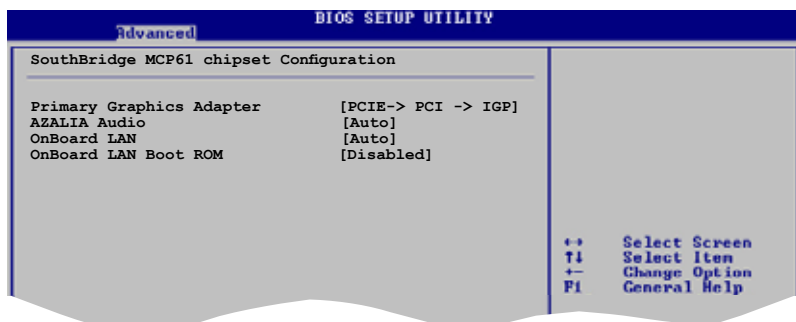 BIOS SETUP UTILITY
Advanced
SouthBridge MCP61 chipset Configuration
Primary Graphics Adapter [PCIE-> PCI -> IGP]
AZALIA Audio [Auto]
OnBoard LAN [Auto]
OnBoard LAN Boot ROM [Disabled]
↔ Select Screen
↑↓ Select Item
+- Change Option
F1 General Help